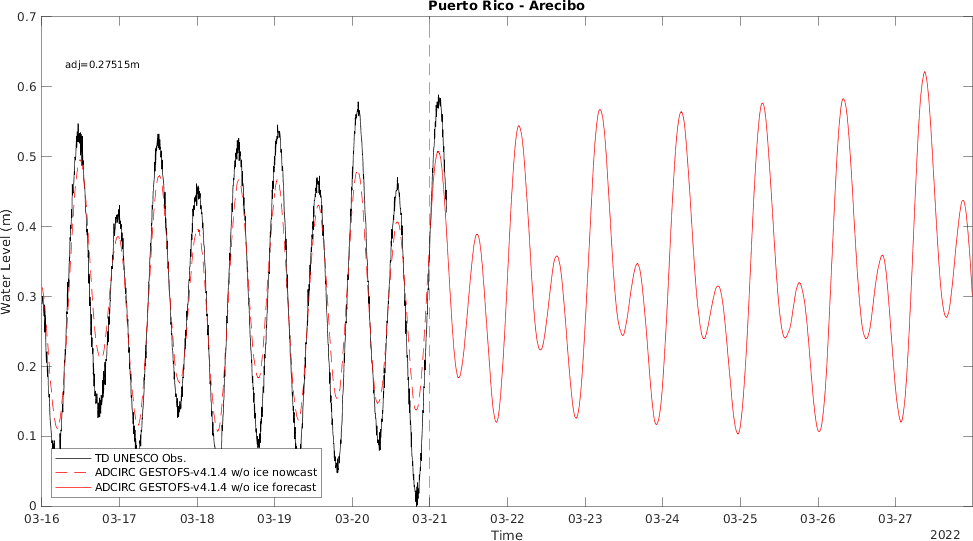 Puerto Rico - Arecibo
0.7
adj=0.27515m
0.6
0.5
0.4
Water Level (m)
0.3
0.2
0.1
TD UNESCO Obs.
ADCIRC GESTOFS-v4.1.4 w/o ice nowcast
ADCIRC GESTOFS-v4.1.4 w/o ice forecast
0
03-16 03-17 03-18 03-19 03-20 03-21 03-22 03-23 03-24 03-25 03-26 03-27
Time
2022